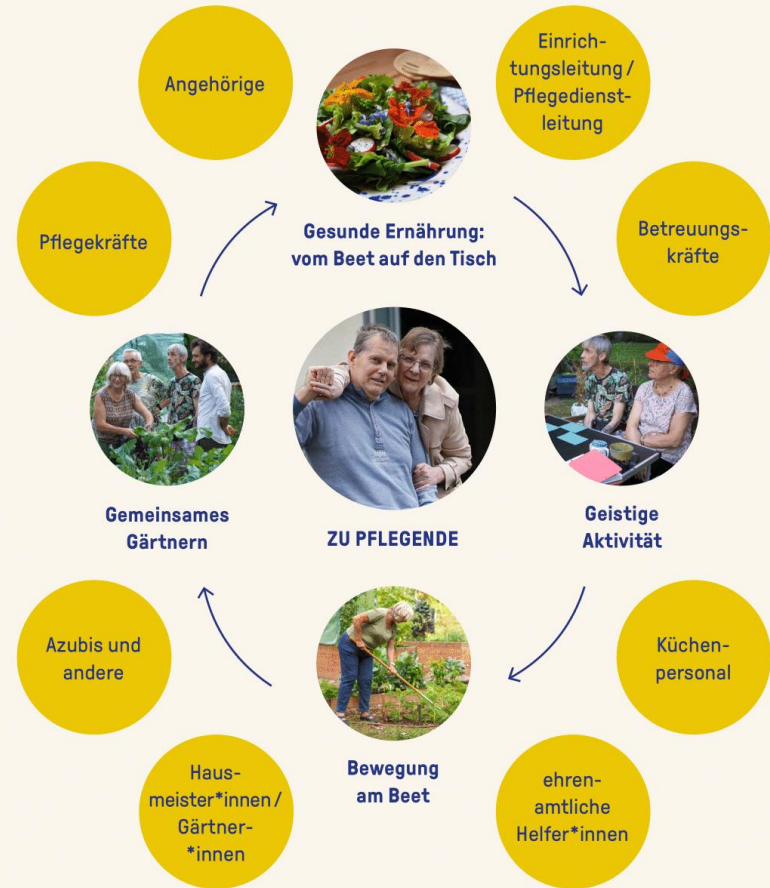 Angehörige
Einrich-
tungsleitung /
Pflegedienst-
leitung
Pflegekräfte
Gesunde Ernährung:
vom Beet auf den Tisch
Betreuungs-
kräfte
Gemeinsames
Gärtnern
ZU PFLEGENDE
Geistige
Aktivität
Azubis und
andere
Küchen-
personal
Haus-
meister*innen /
Gärtner-
*innen
Bewegung
am Beet
ehren-
amtliche
Helfer*innen